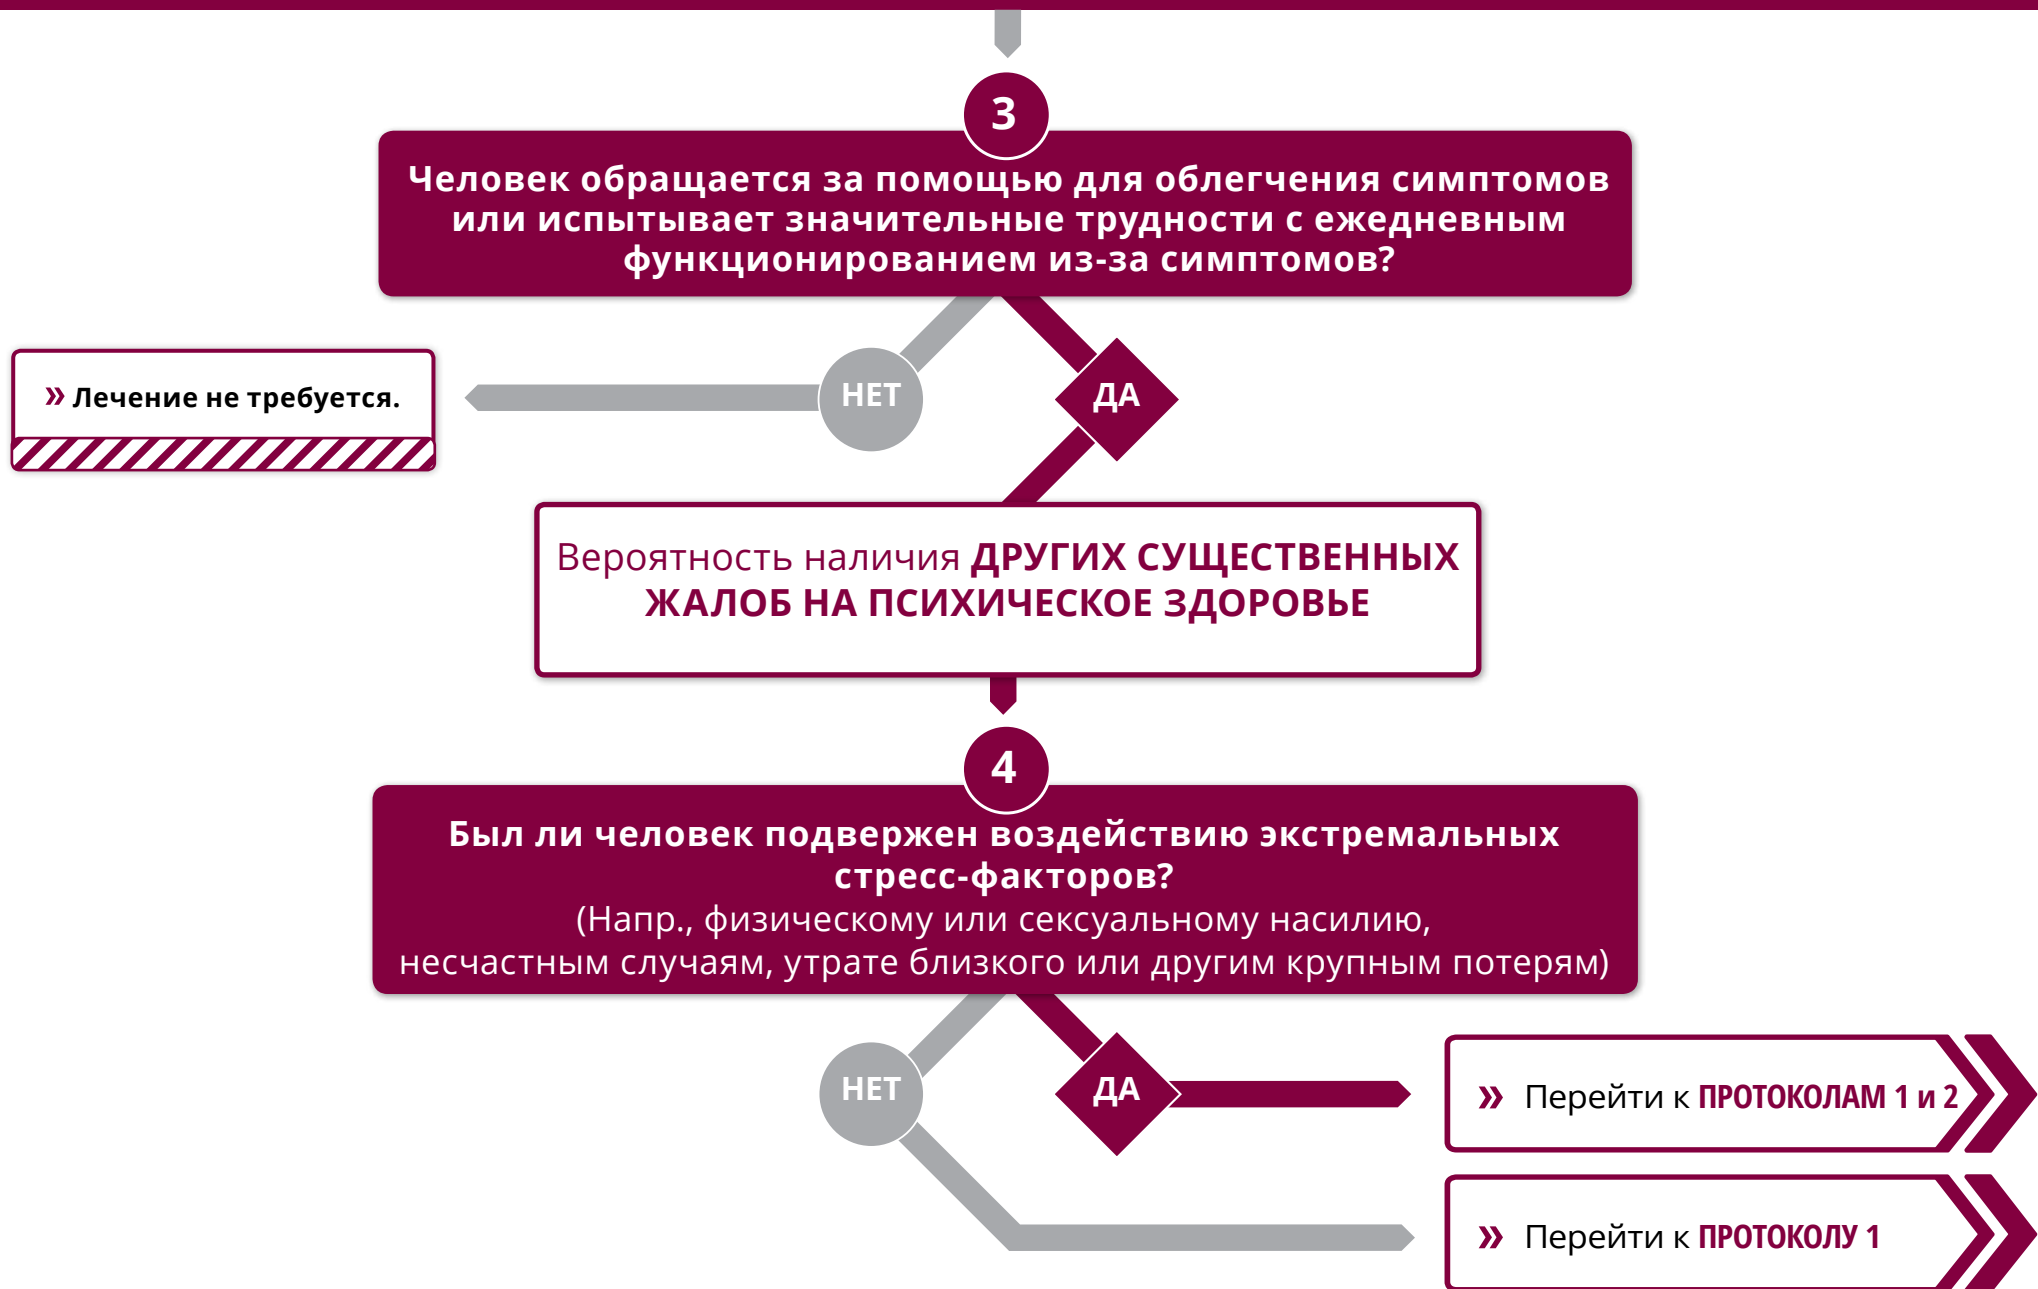 3
Человек обращается за помощью для облегчения симптомов
или испытывает значительные трудности с ежедневным
функционированием из-за симптомов?
НЕТ
ДА
» Лечение не требуется.
Вероятность наличия ДРУГИХ СУЩЕСТВЕННЫХ
ЖАЛОБ НА ПСИХИЧЕСКОЕ ЗДОРОВЬЕ
4
Был ли человек подвержен воздействию экстремальных
стресс-факторов?
(Напр., физическому или сексуальному насилию,
несчастным случаям, утрате близкого или другим крупным потерям)
НЕТ
ДА
» Перейти к ПРОТОКОЛАМ 1 и 2
» Перейти к ПРОТОКОЛУ 1